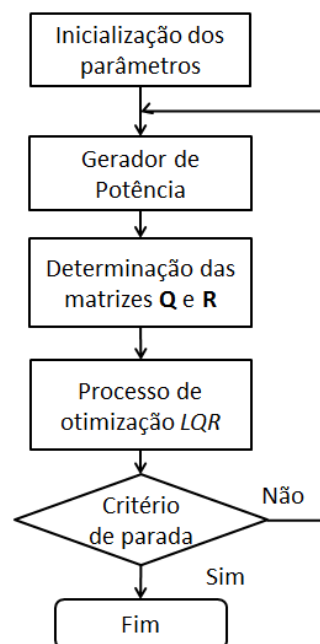 Inicialização dos
parâmetros
Gerador de
Potência
Determinação das
matrizes Q e R
Processo de
otimização LQR
Critério
de parada
Não
Sim
Fim